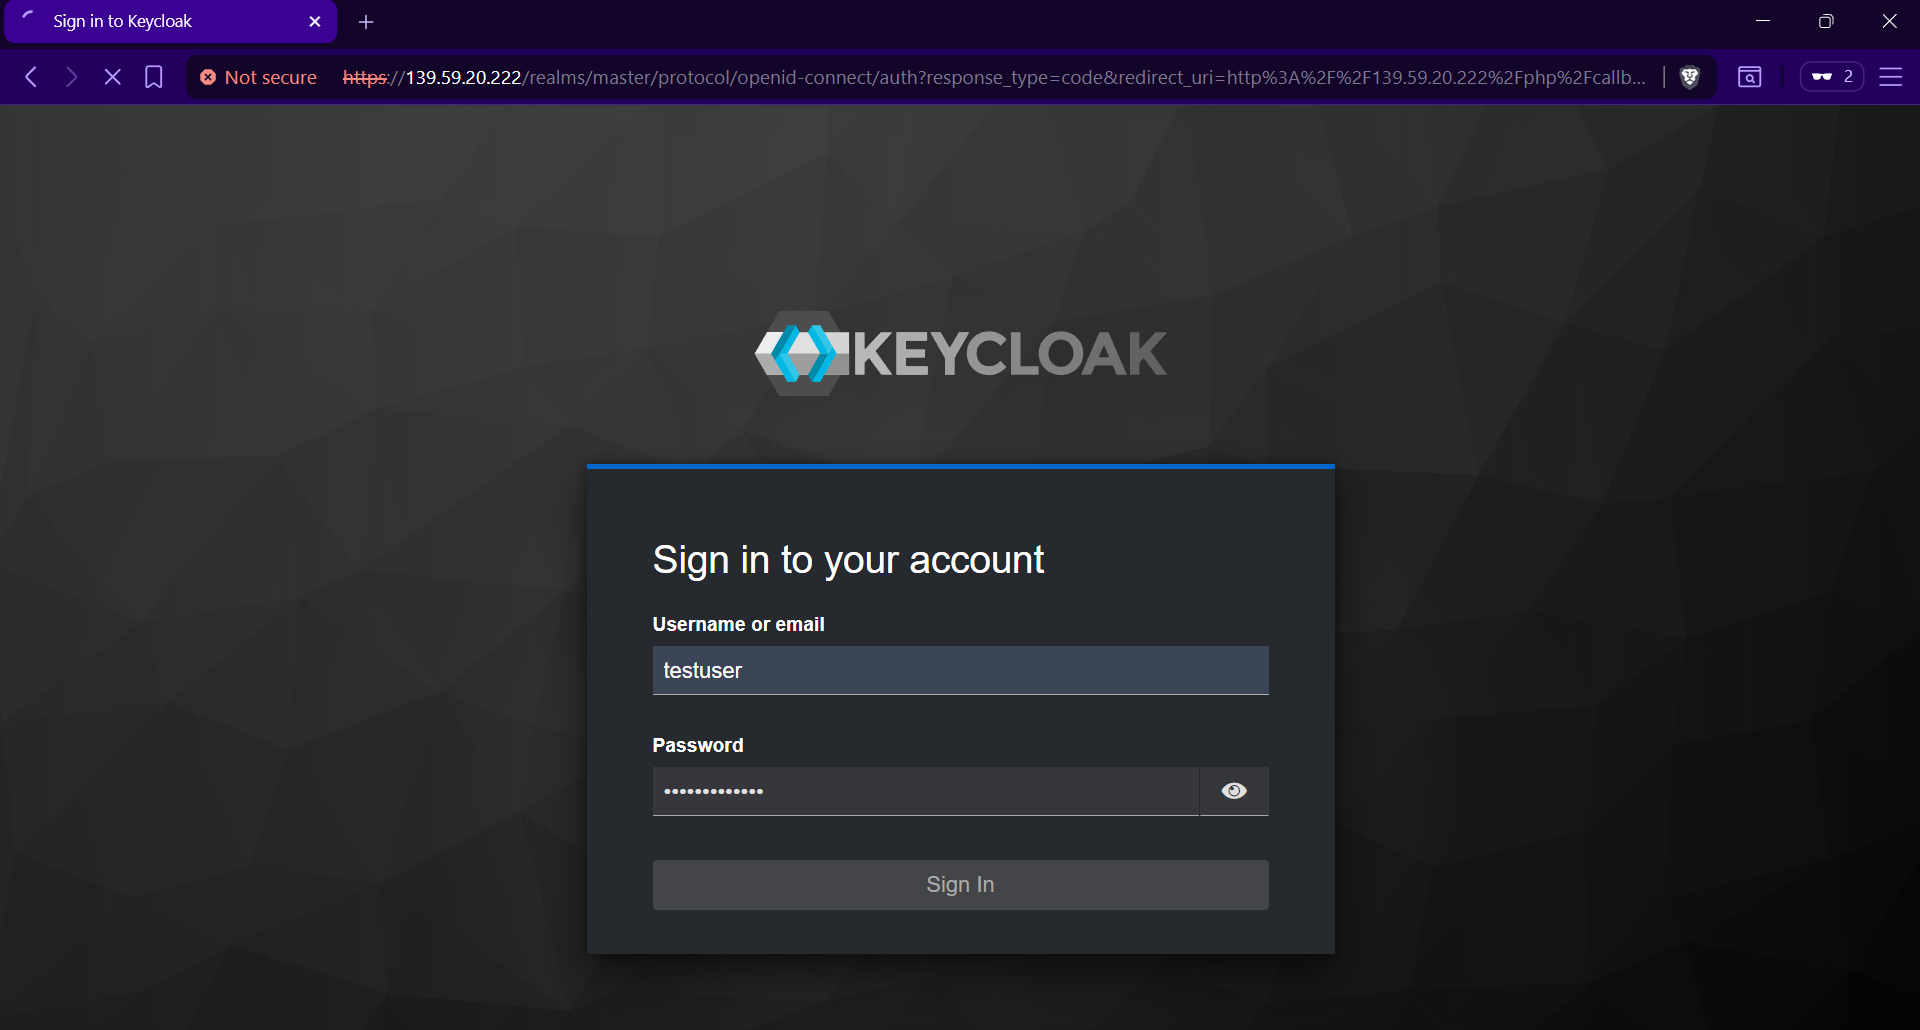 Sign in to Keycloak
Not secure https://139.59.20.222/realms/master/protocol/openid-connect/auth?response_type=code&redirect_uri=http%3A%2F%2F139.59.20.222%2Fphp%2Fcallb... 2
KEYCLOAK
Sign in to your account
Username or email
testuser
Password
•••••••••••••
Sign In